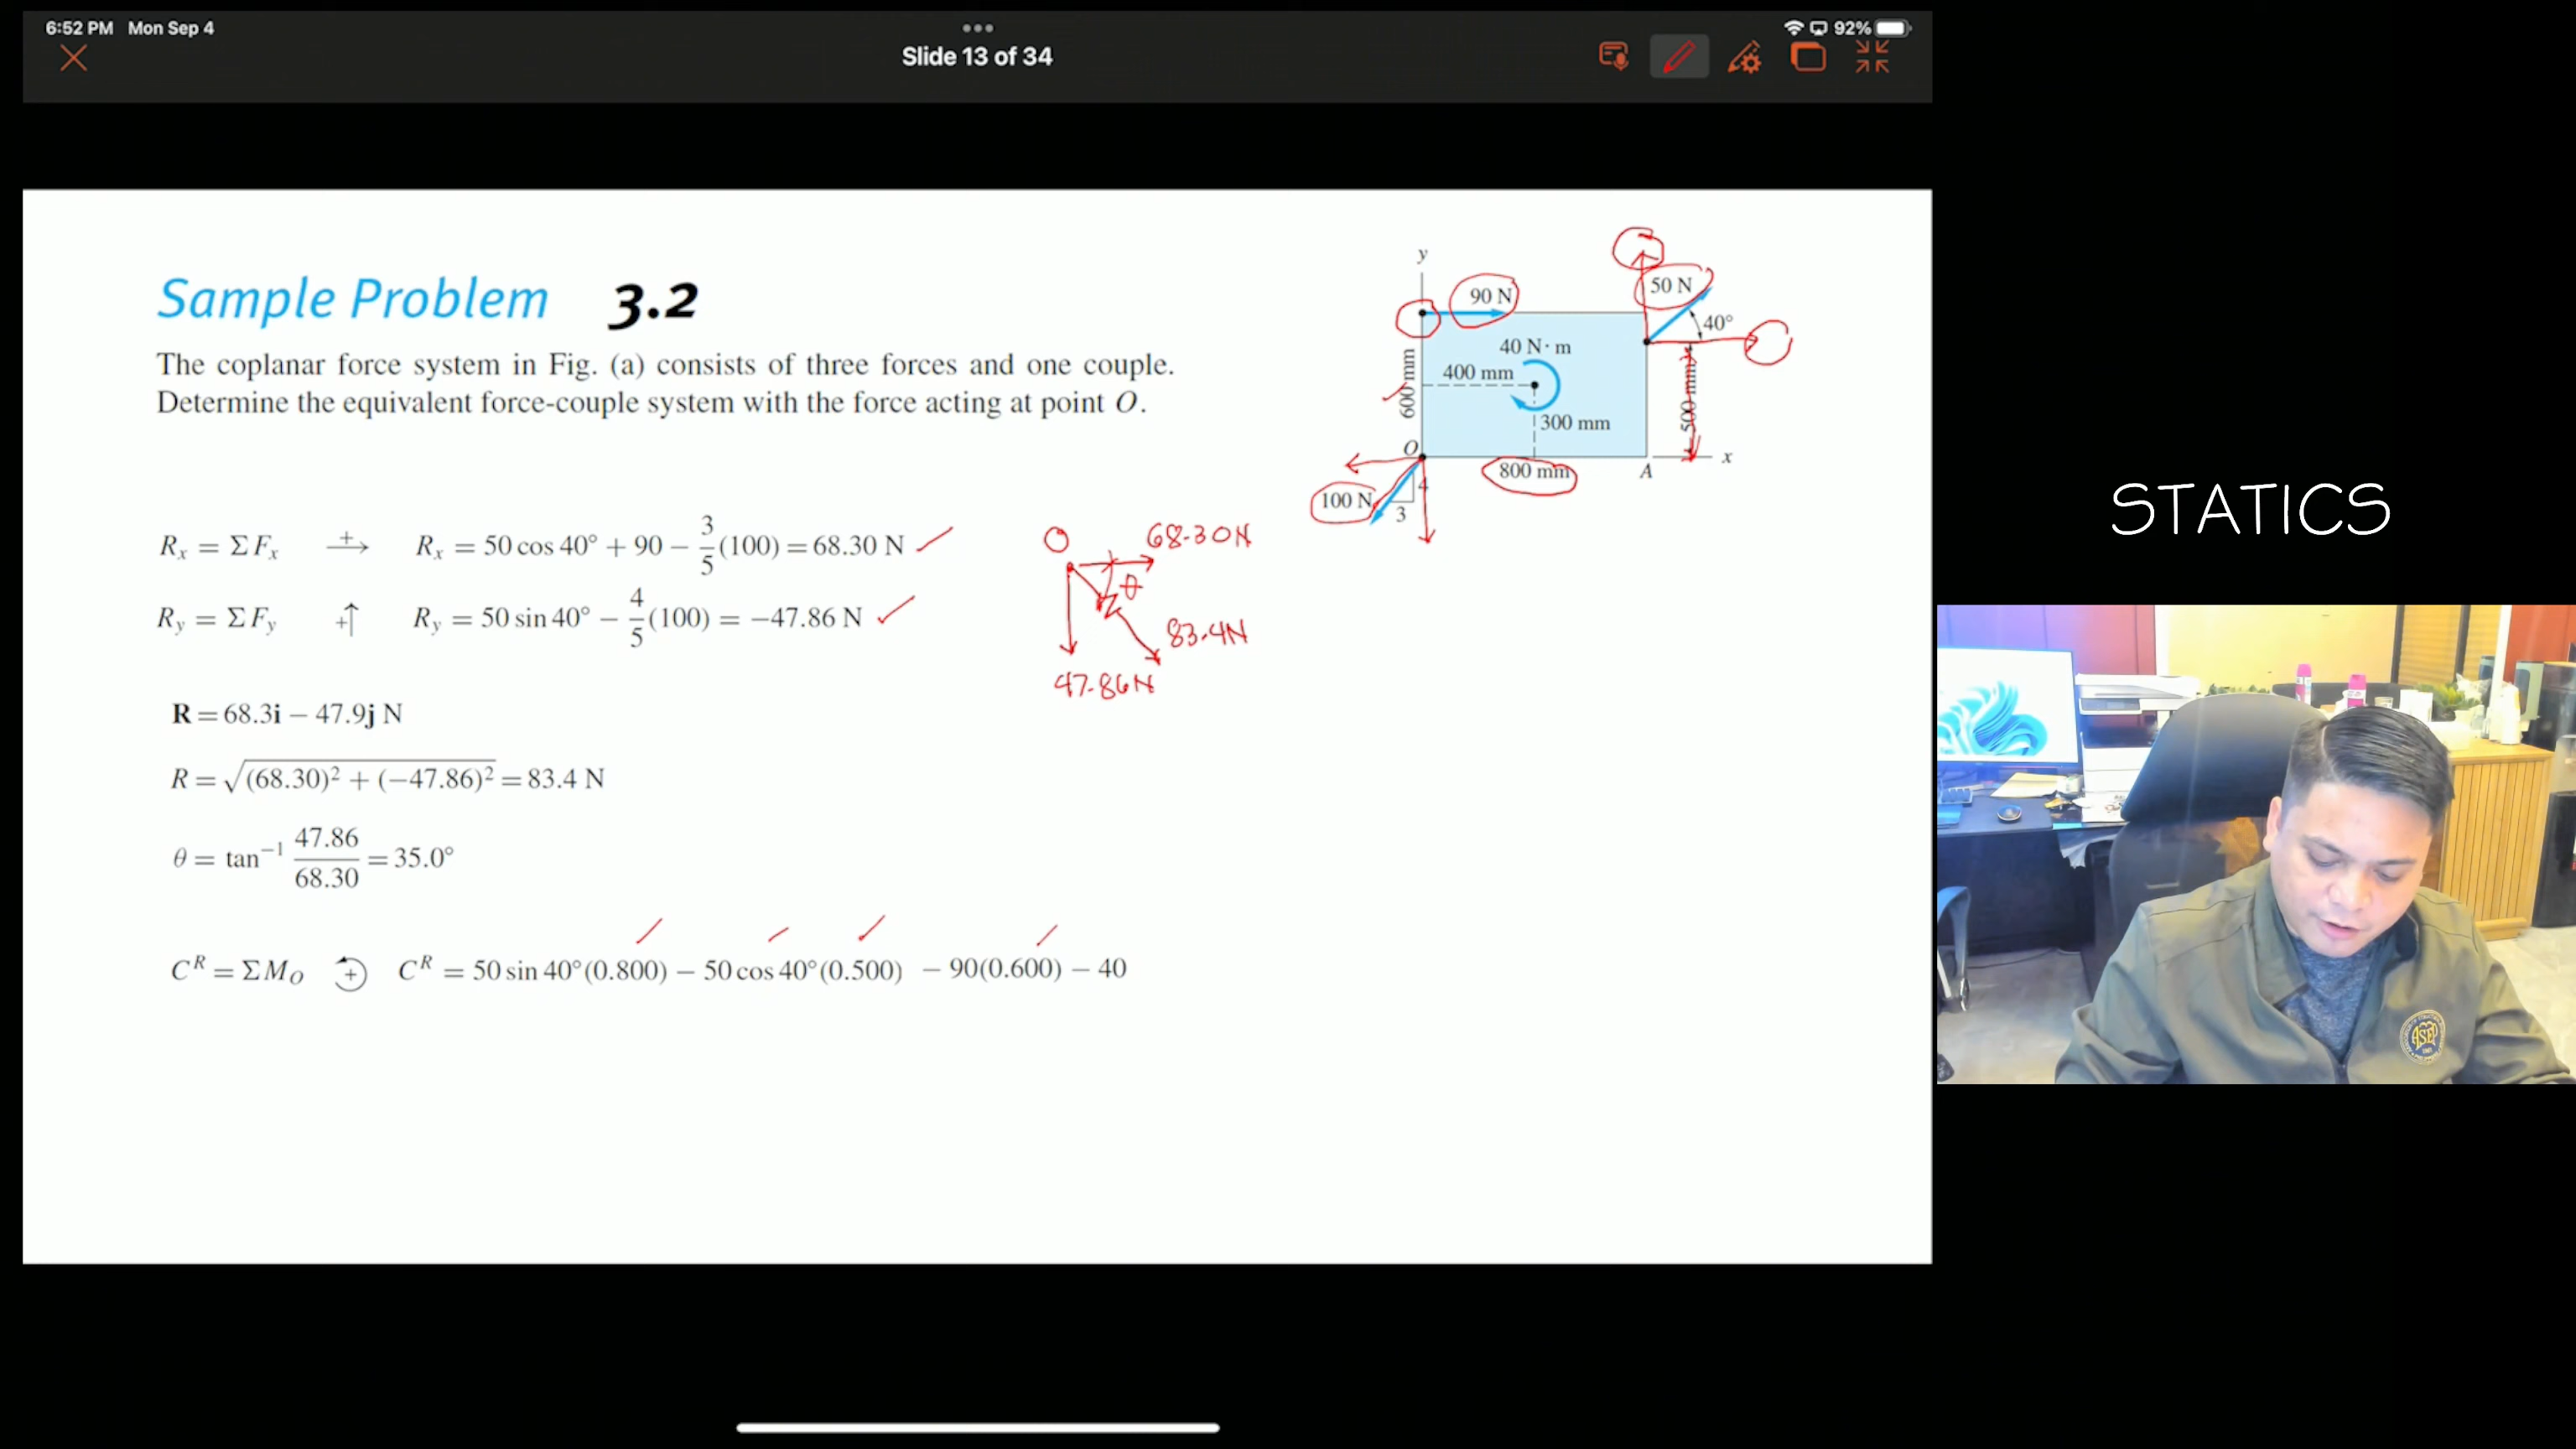 6:52 PM Mon Sep 4
92%
Slide 13 of 34
Sample Problem 3.2
The coplanar force system in Fig. (a) consists of three forces and one couple.
Determine the equivalent force-couple system with the force acting at point O.
y
90 N
50 N
40°
40 N·m
400 mm
600 mm
300 mm
500 mm
O
800 mm
A
x
100 N
4
3
Rx = ΣFx + → Rx = 50 cos 40° + 90 − 3/5 (100) = 68.30 N
Ry = ΣFy +↑ Ry = 50 sin 40° − 4/5 (100) = −47.86 N
O
68.30N
θ
83.4N
47.86N
R = 68.3i − 47.9j N
R = √(68.30)² + (−47.86)² = 83.4 N
θ = tan⁻¹ 47.86/68.30 = 35.0°
Cᴿ = ΣMO + Cᴿ = 50 sin 40°(0.800) − 50 cos 40°(0.500) − 90(0.600) − 40
STATICS
ASEP